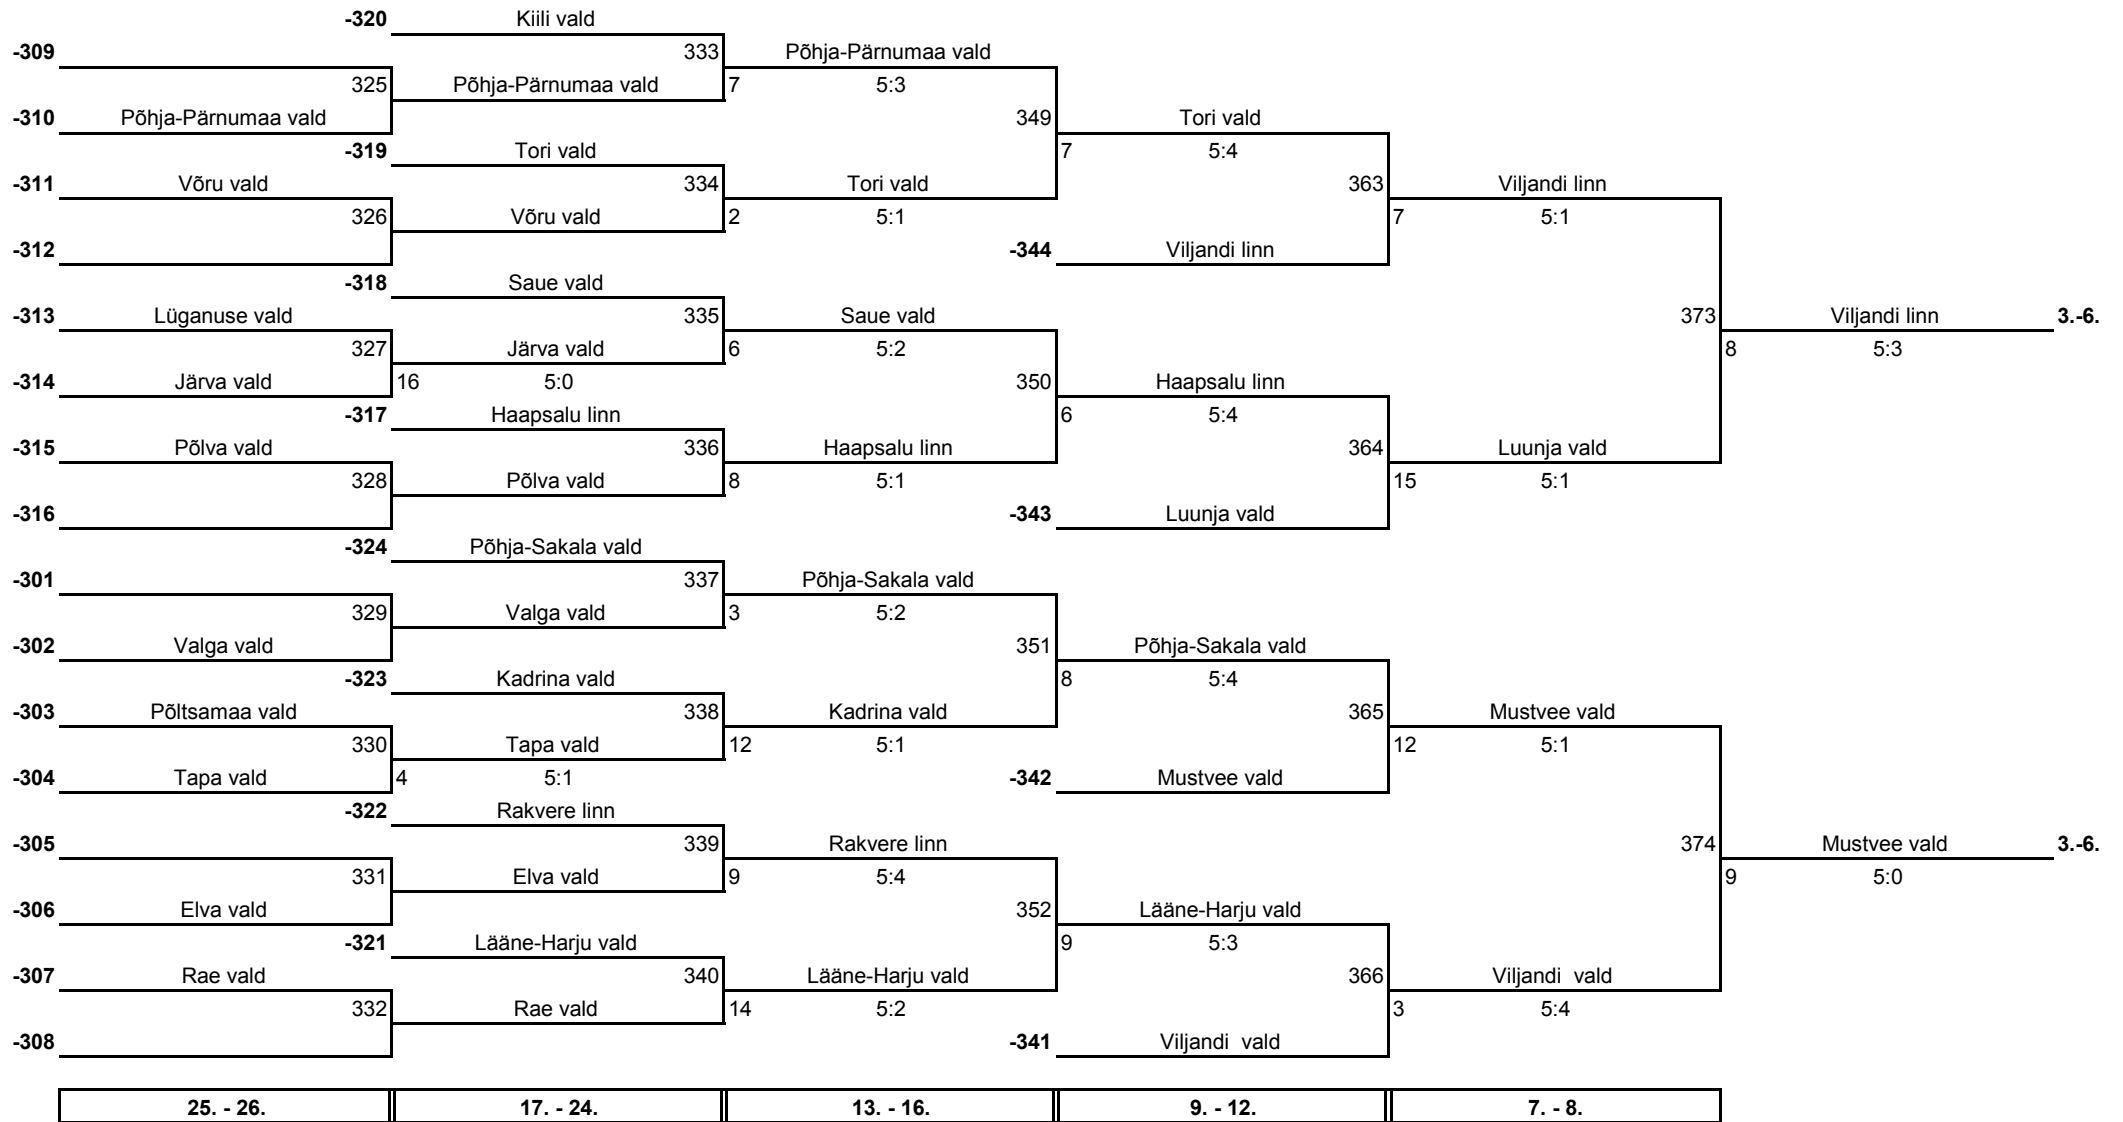 -320 Kiili vald
-309 333 Põhja-Pärnumaa vald
325 Põhja-Pärnumaa vald 7 5:3
-310 Põhja-Pärnumaa vald 349 Tori vald
-319 Tori vald 7 5:4
-311 Võru vald 334 Tori vald 363 Viljandi linn
326 Võru vald 2 5:1 7 5:1
-312 -344 Viljandi linn
-318 Saue vald
-313 Lüganuse vald 335 Saue vald 373 Viljandi linn 3.-6.
327 Järva vald 6 5:2 8 5:3
-314 Järva vald 16 5:0 350 Haapsalu linn
-317 Haapsalu linn 6 5:4
-315 Põlva vald 336 Haapsalu linn 364 Luunja vald
328 Põlva vald 8 5:1 15 5:1
-316 -343 Luunja vald
-324 Põhja-Sakala vald
-301 337 Põhja-Sakala vald
329 Valga vald 3 5:2
-302 Valga vald 351 Põhja-Sakala vald
-323 Kadrina vald 8 5:4
-303 Põltsamaa vald 338 Kadrina vald 365 Mustvee vald
330 Tapa vald 12 5:1 12 5:1
-304 Tapa vald 4 5:1 -342 Mustvee vald
-322 Rakvere linn
-305 339 Rakvere linn 374 Mustvee vald 3.-6.
331 Elva vald 9 5:4 9 5:0
-306 Elva vald 352 Lääne-Harju vald
-321 Lääne-Harju vald 9 5:3
-307 Rae vald 340 Lääne-Harju vald 366 Viljandi vald
332 Rae vald 14 5:2 3 5:4
-308 -341 Viljandi vald
25. - 26. 17. - 24. 13. - 16. 9. - 12. 7. - 8.